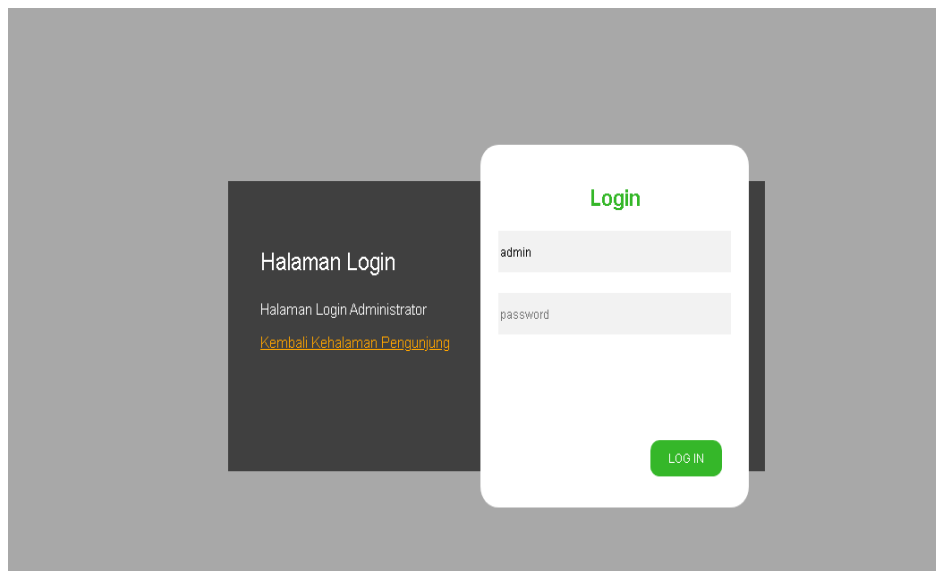 Halaman Login
Halaman Login Administrator
Kembali Kehalaman Pengunjung
Login
admin
password
LOG IN